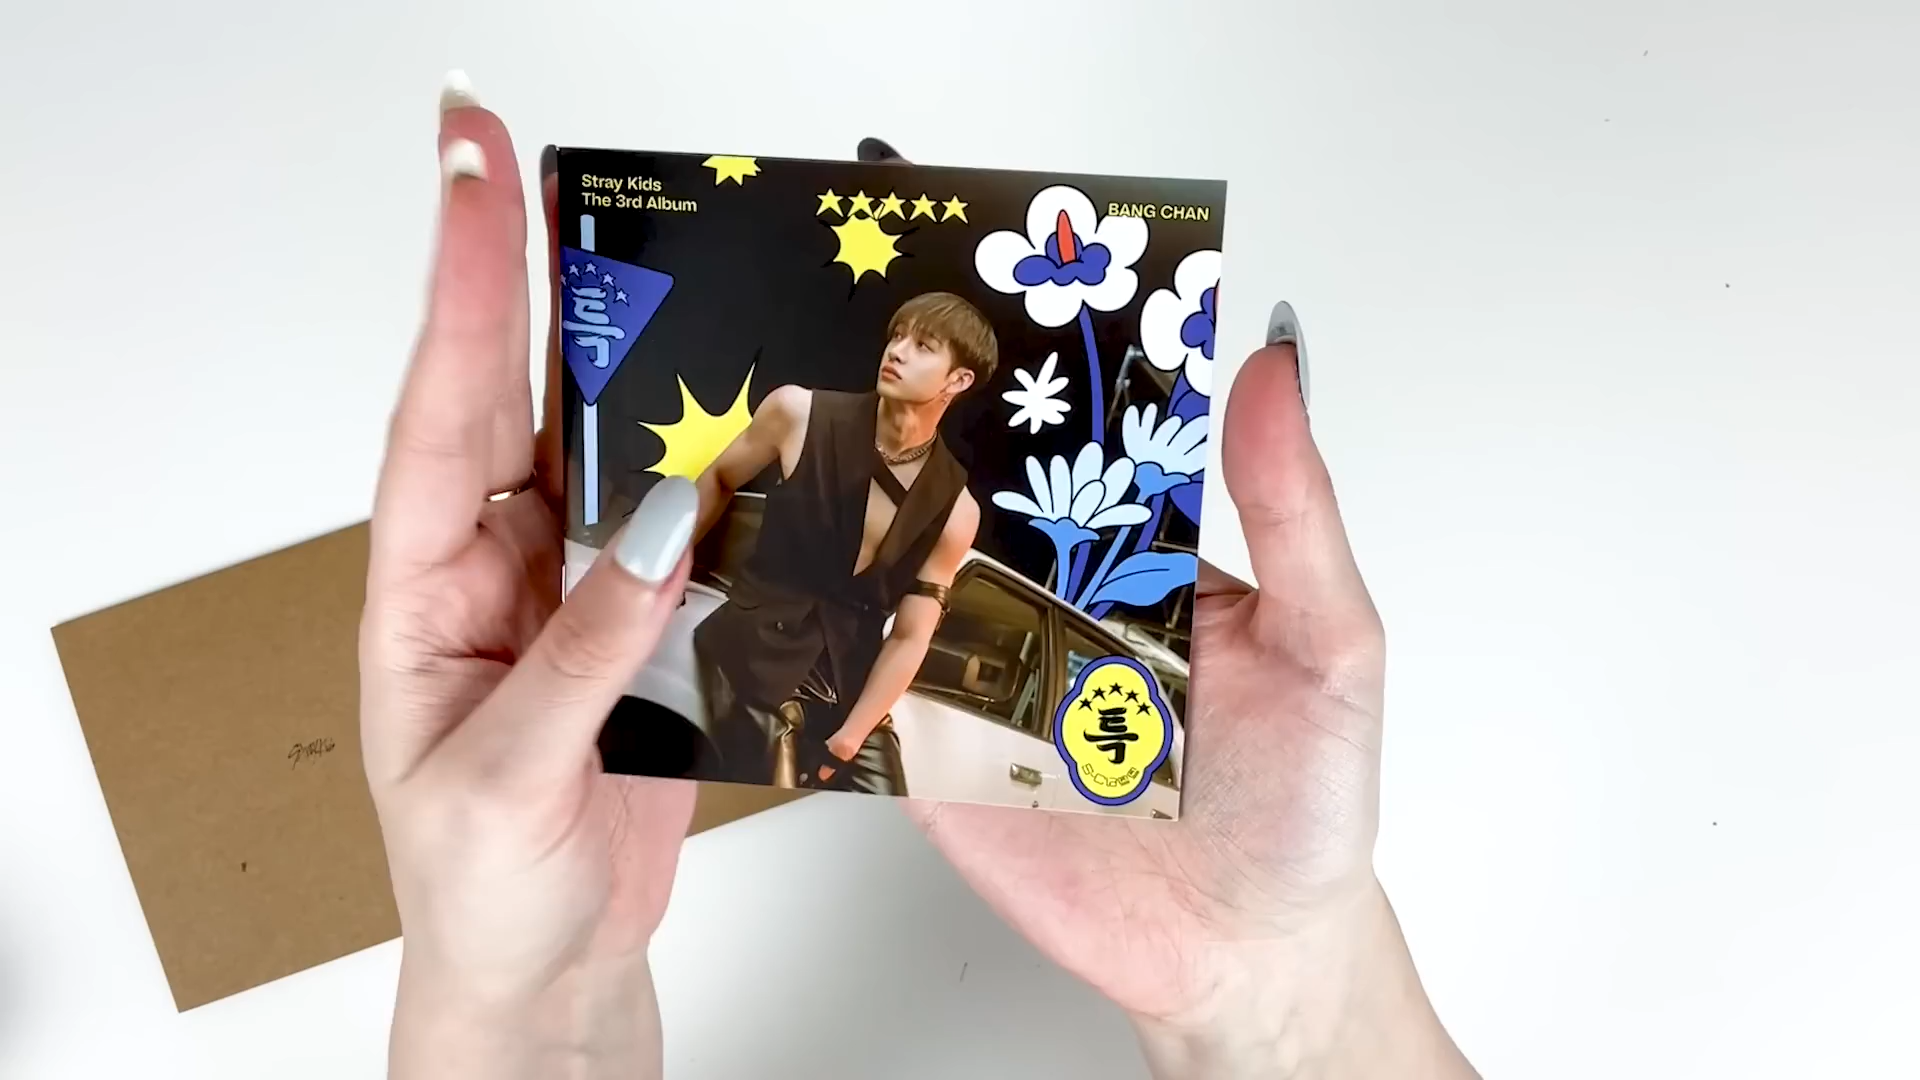 Stray Kids
The 3rd Album
★★★★★
BANG CHAN
특
특